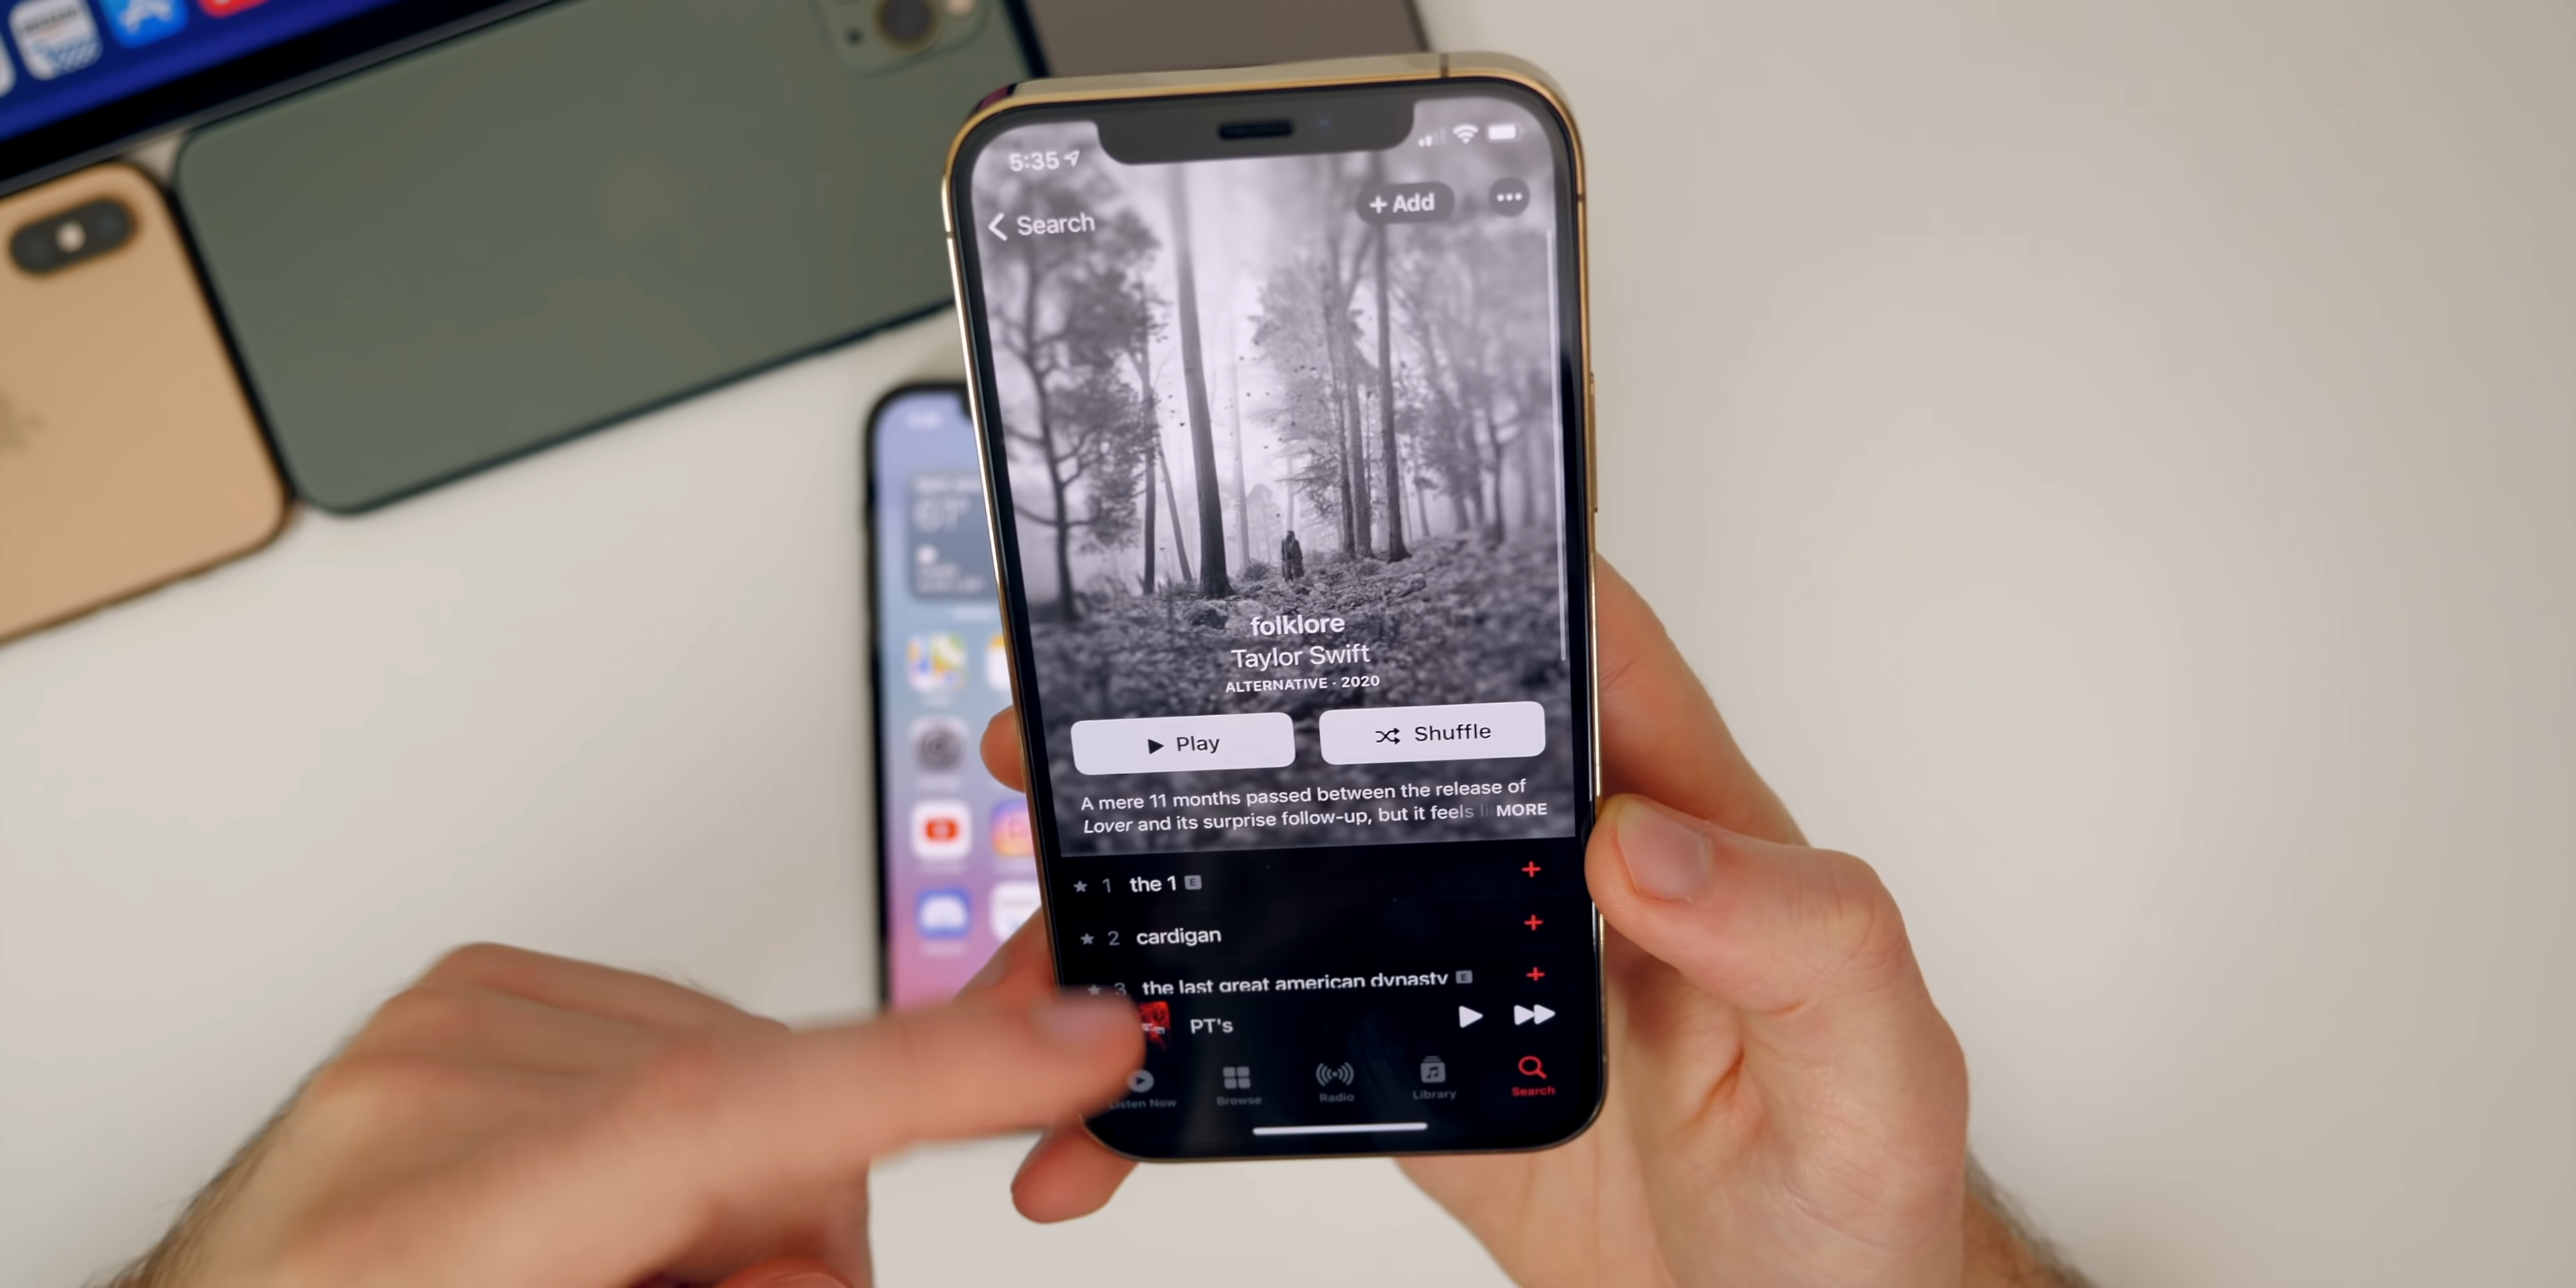 5:35
Search
+ Add
folklore
Taylor Swift
ALTERNATIVE · 2020
Play
Shuffle
A mere 11 months passed between the release of
Lover and its surprise follow-up, but it feels
MORE
1 the 1 E
2 cardigan
3 the last great american dynasty E
PT's
Listen Now
Browse
Radio
Library
Search